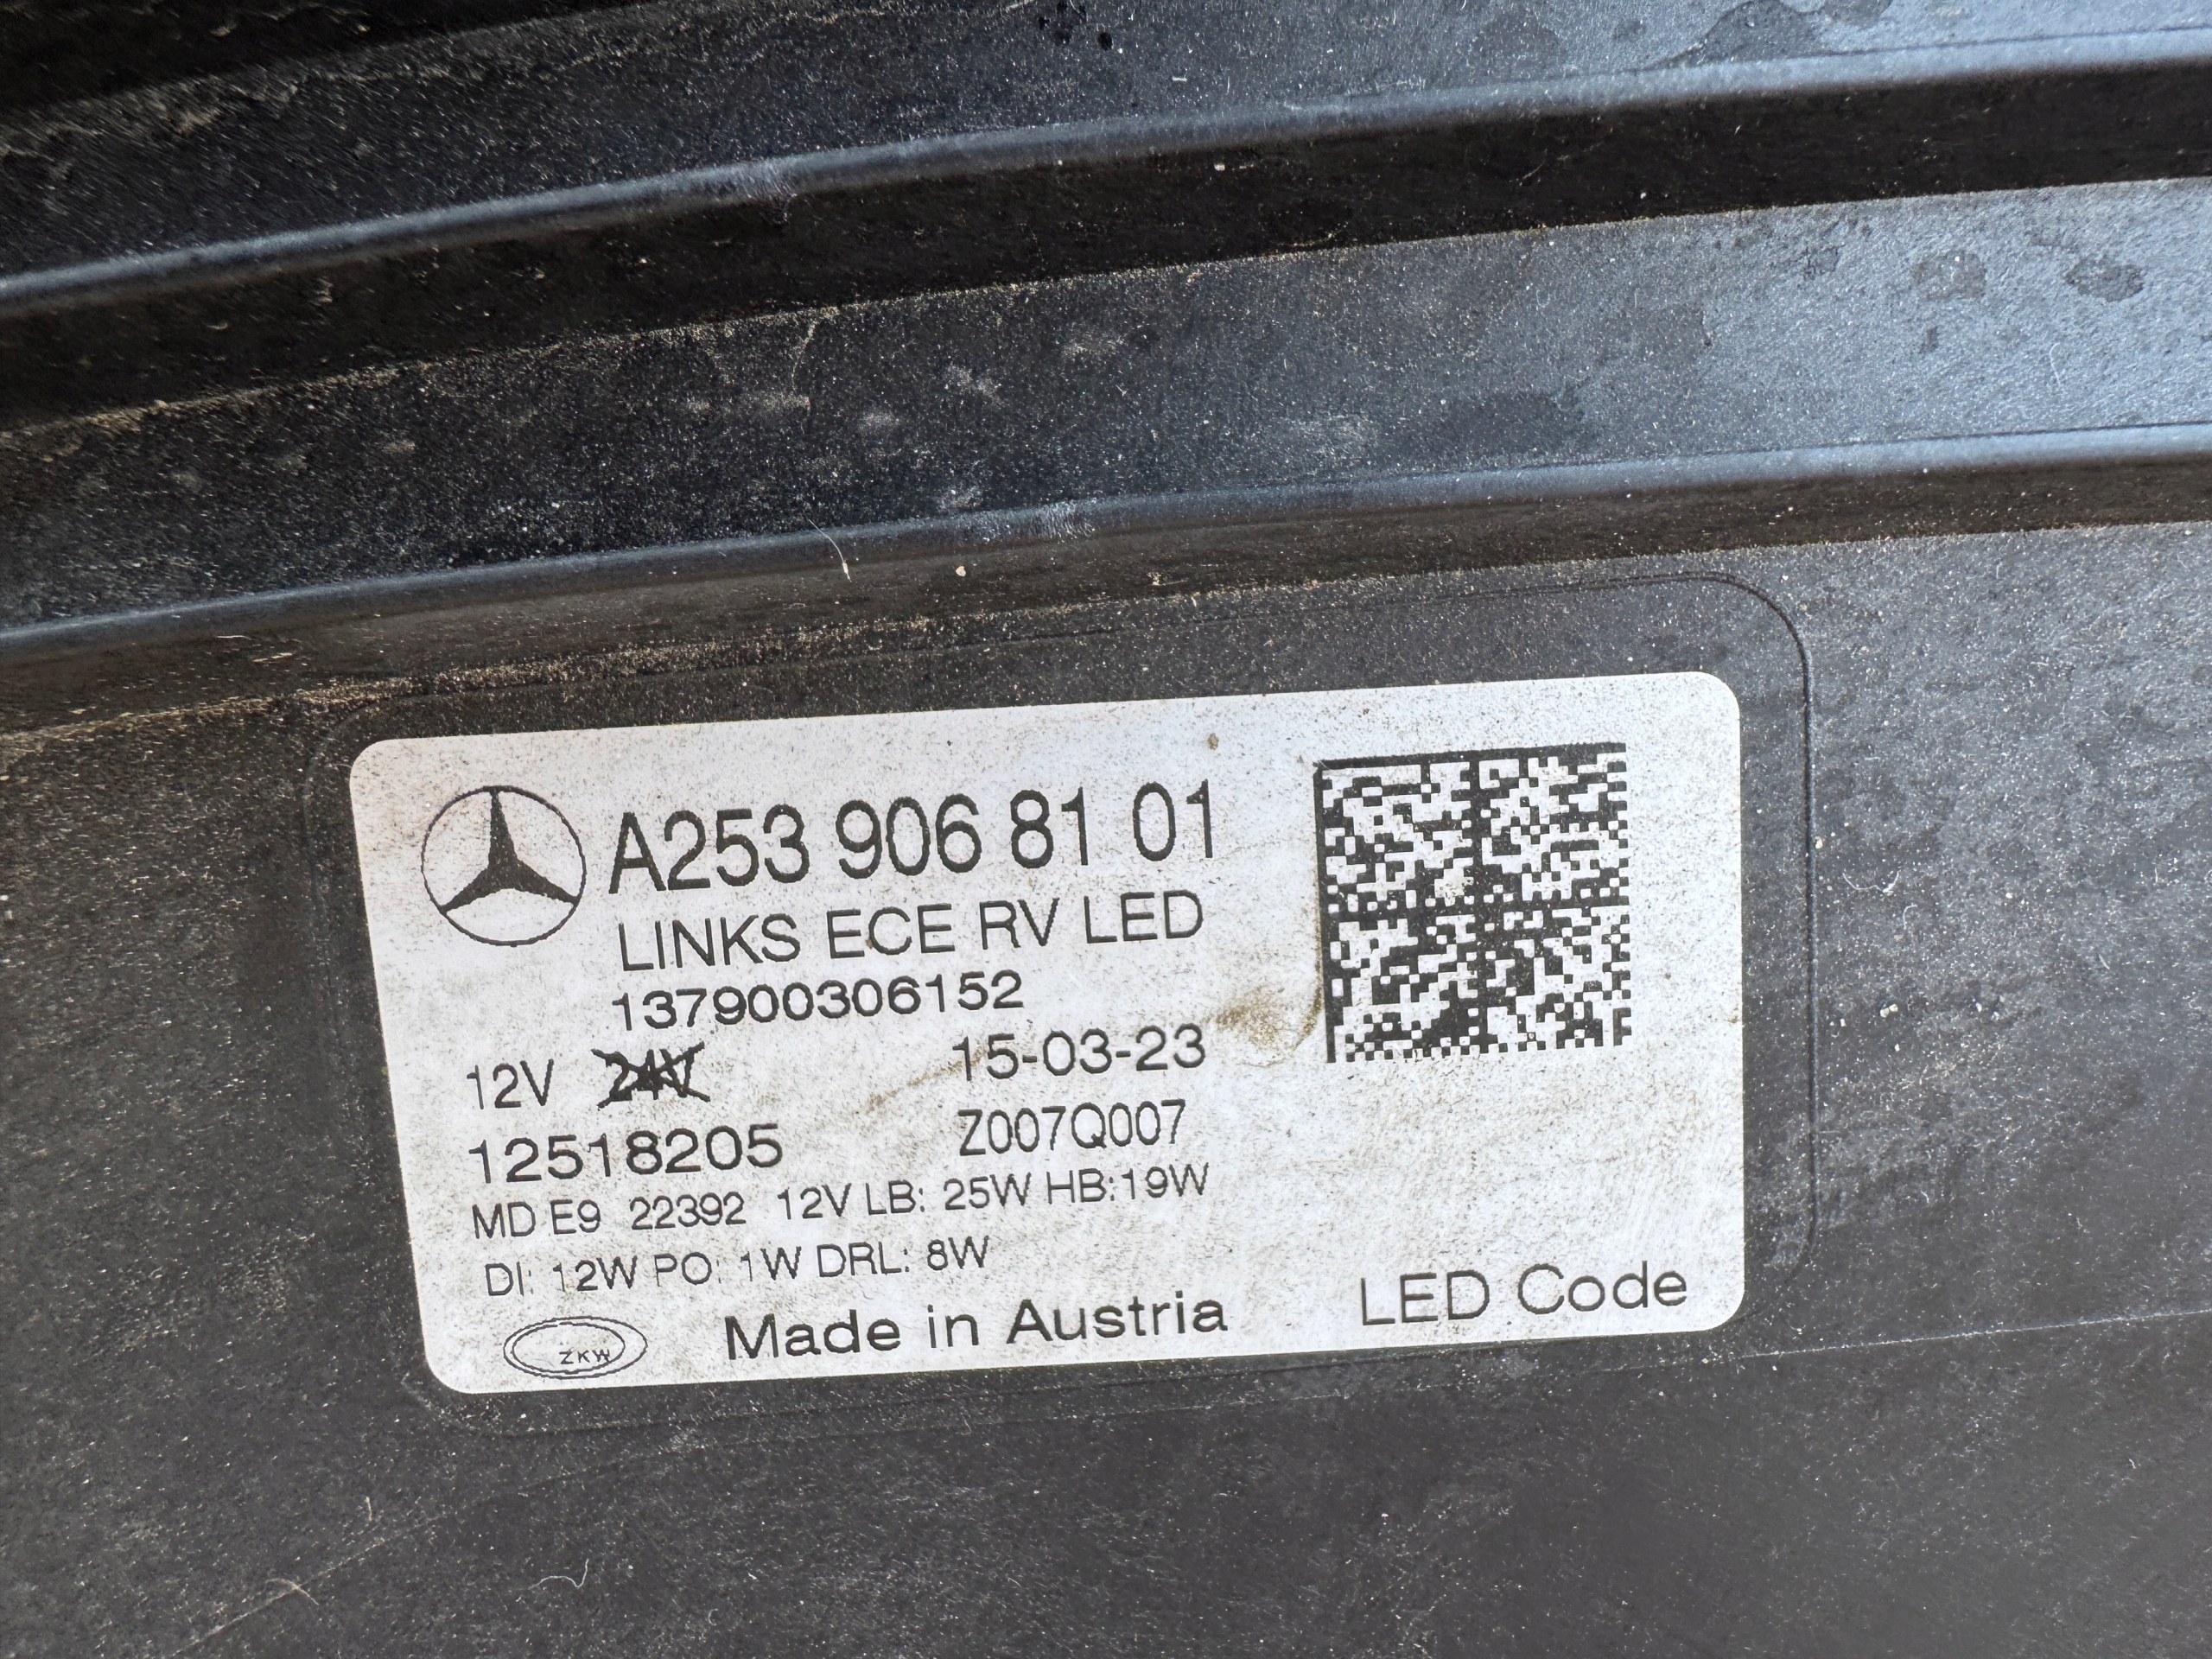 A253 906 81 01
LINKS ECE RV LED
137900306152
12V 24V 15-03-23
12518205 Z007Q007
MD E9 22392 12V LB: 25W HB:19W
DI: 12W PO: 1W DRL: 8W
ZKW Made in Austria LED Code